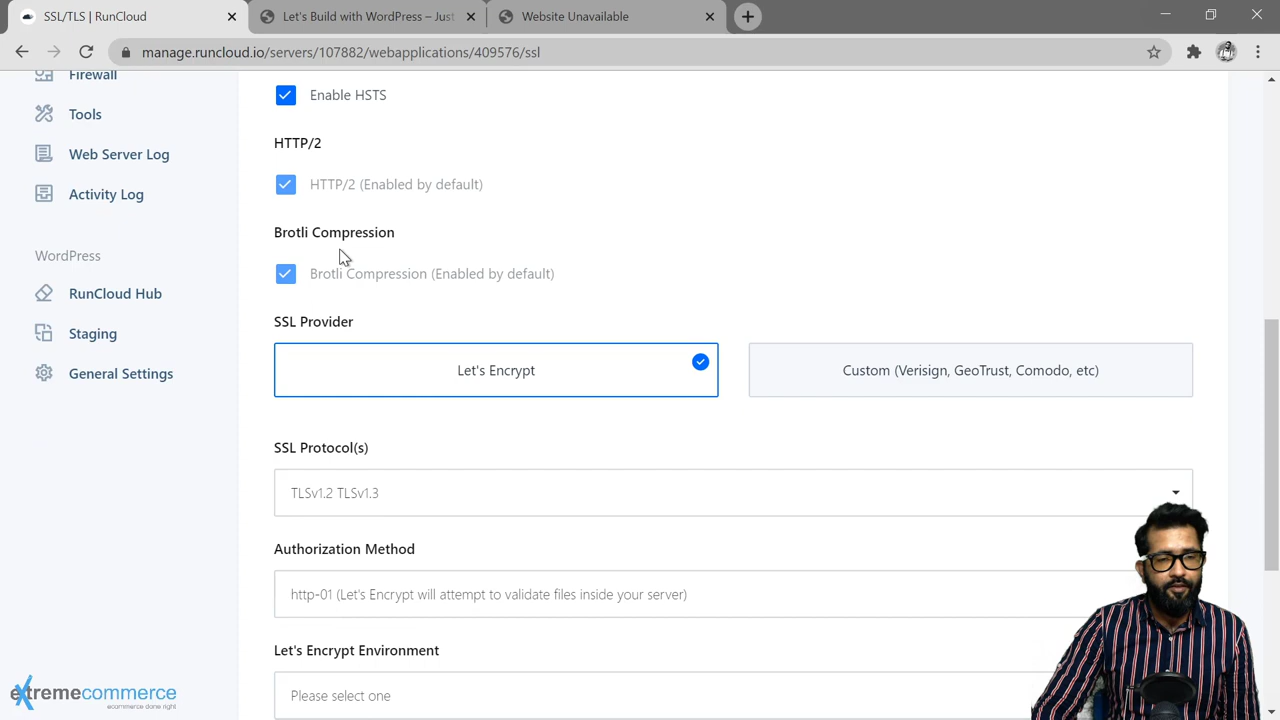 SSL/TLS | RunCloud
Let's Build with WordPress – Just
Website Unavailable
manage.runcloud.io/servers/107882/webapplications/409576/ssl
Firewall
Tools
Web Server Log
Activity Log
WordPress
RunCloud Hub
Staging
General Settings
Enable HSTS
HTTP/2
HTTP/2 (Enabled by default)
Brotli Compression
Brotli Compression (Enabled by default)
SSL Provider
Let's Encrypt
Custom (Verisign, GeoTrust, Comodo, etc)
SSL Protocol(s)
TLSv1.2 TLSv1.3
Authorization Method
http-01 (Let's Encrypt will attempt to validate files inside your server)
Let's Encrypt Environment
Please select one
extremecommerce
ecommerce done right